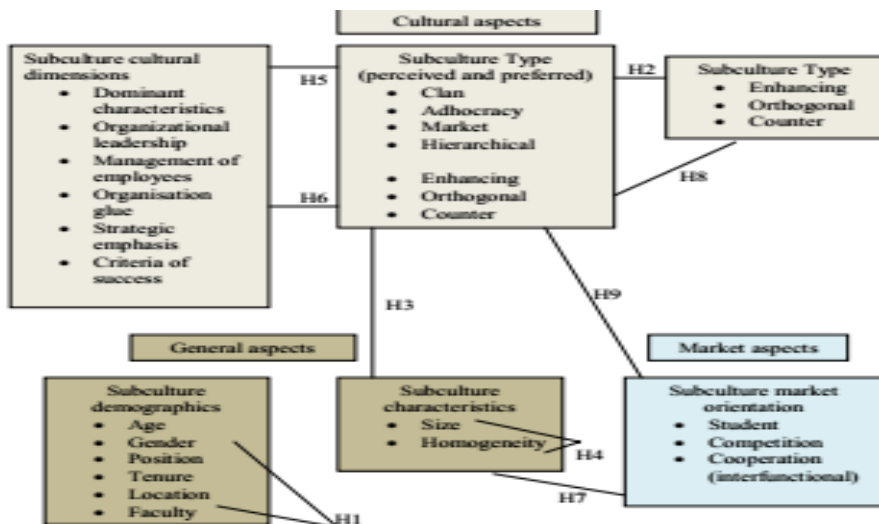 Cultural aspects
Subculture cultural
dimensions
• Dominant
characteristics
• Organizational
leadership
• Management of
employees
• Organisation
glue
• Strategic
emphasis
• Criteria of
success
H5
H6
Subculture Type
(perceived and preferred)
• Clan
• Adhocracy
• Market
• Hierarchical
• Enhancing
• Orthogonal
• Counter
H2
H8
Subculture Type
• Enhancing
• Orthogonal
• Counter
H3
H9
General aspects
Market aspects
Subculture
demographics
• Age
• Gender
• Position
• Tenure
• Location
• Faculty
H1
Subculture
characteristics
• Size
• Homogeneity
H4
H7
Subculture market
orientation
• Student
• Competition
• Cooperation
(interfunctional)